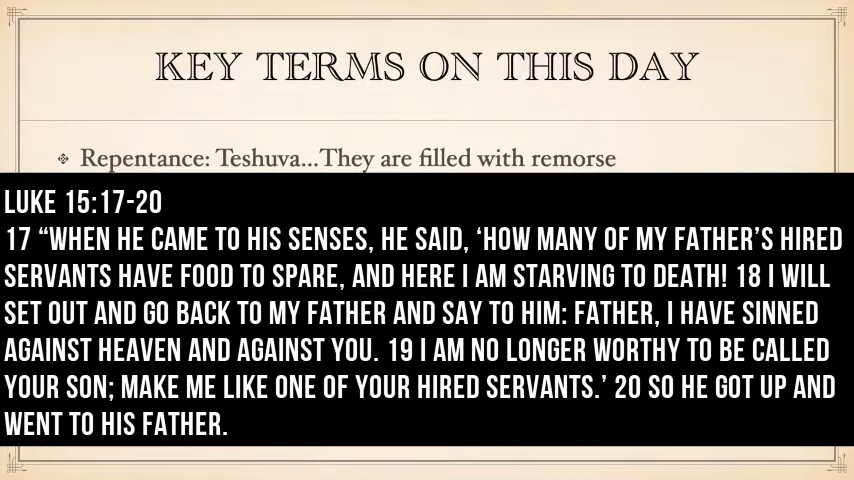 KEY TERMS ON THIS DAY
Repentance: Teshuva...They are filled with remorse
LUKE 15:17-20
17 “WHEN HE CAME TO HIS SENSES, HE SAID, ‘HOW MANY OF MY FATHER’S HIRED
SERVANTS HAVE FOOD TO SPARE, AND HERE I AM STARVING TO DEATH! 18 I WILL
SET OUT AND GO BACK TO MY FATHER AND SAY TO HIM: FATHER, I HAVE SINNED
AGAINST HEAVEN AND AGAINST YOU. 19 I AM NO LONGER WORTHY TO BE CALLED
YOUR SON; MAKE ME LIKE ONE OF YOUR HIRED SERVANTS.’ 20 SO HE GOT UP AND
WENT TO HIS FATHER.